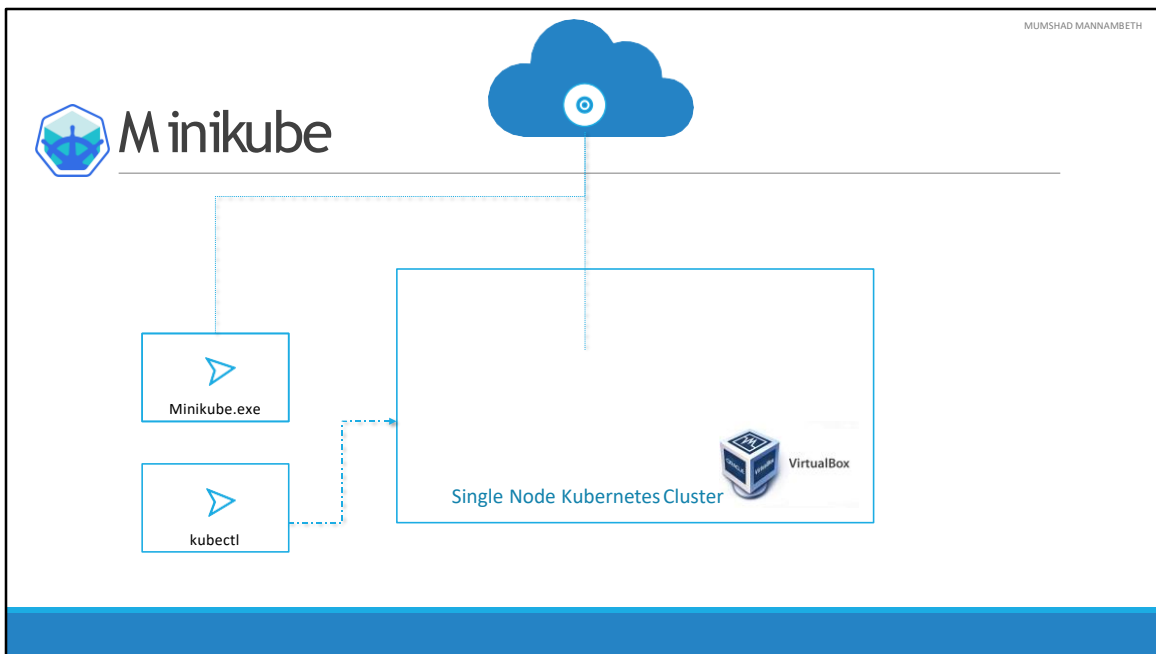 MUMSHAD MANNAMBETH
Minikube
Minikube.exe
VirtualBox
Single Node Kubernetes Cluster
kubectl